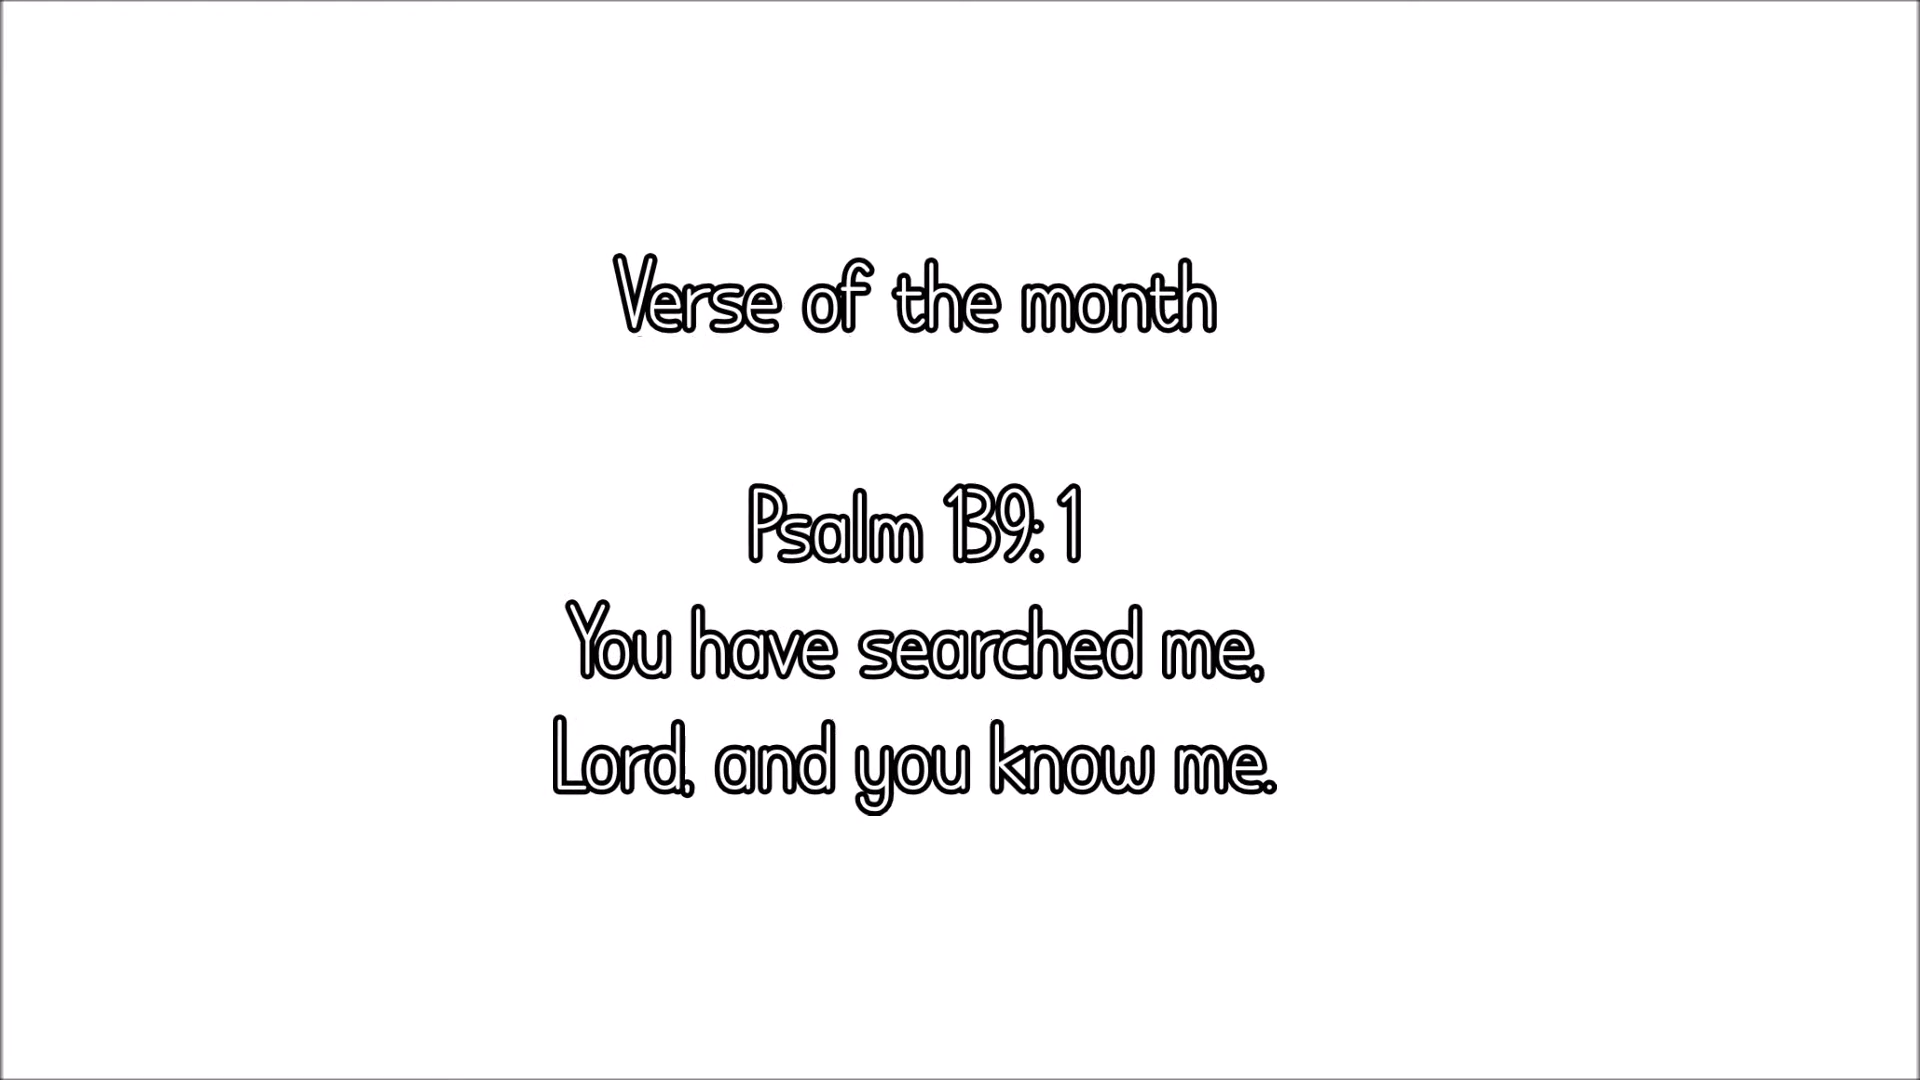 Verse of the month
Psalm 139:1
You have searched me,
Lord, and you know me.